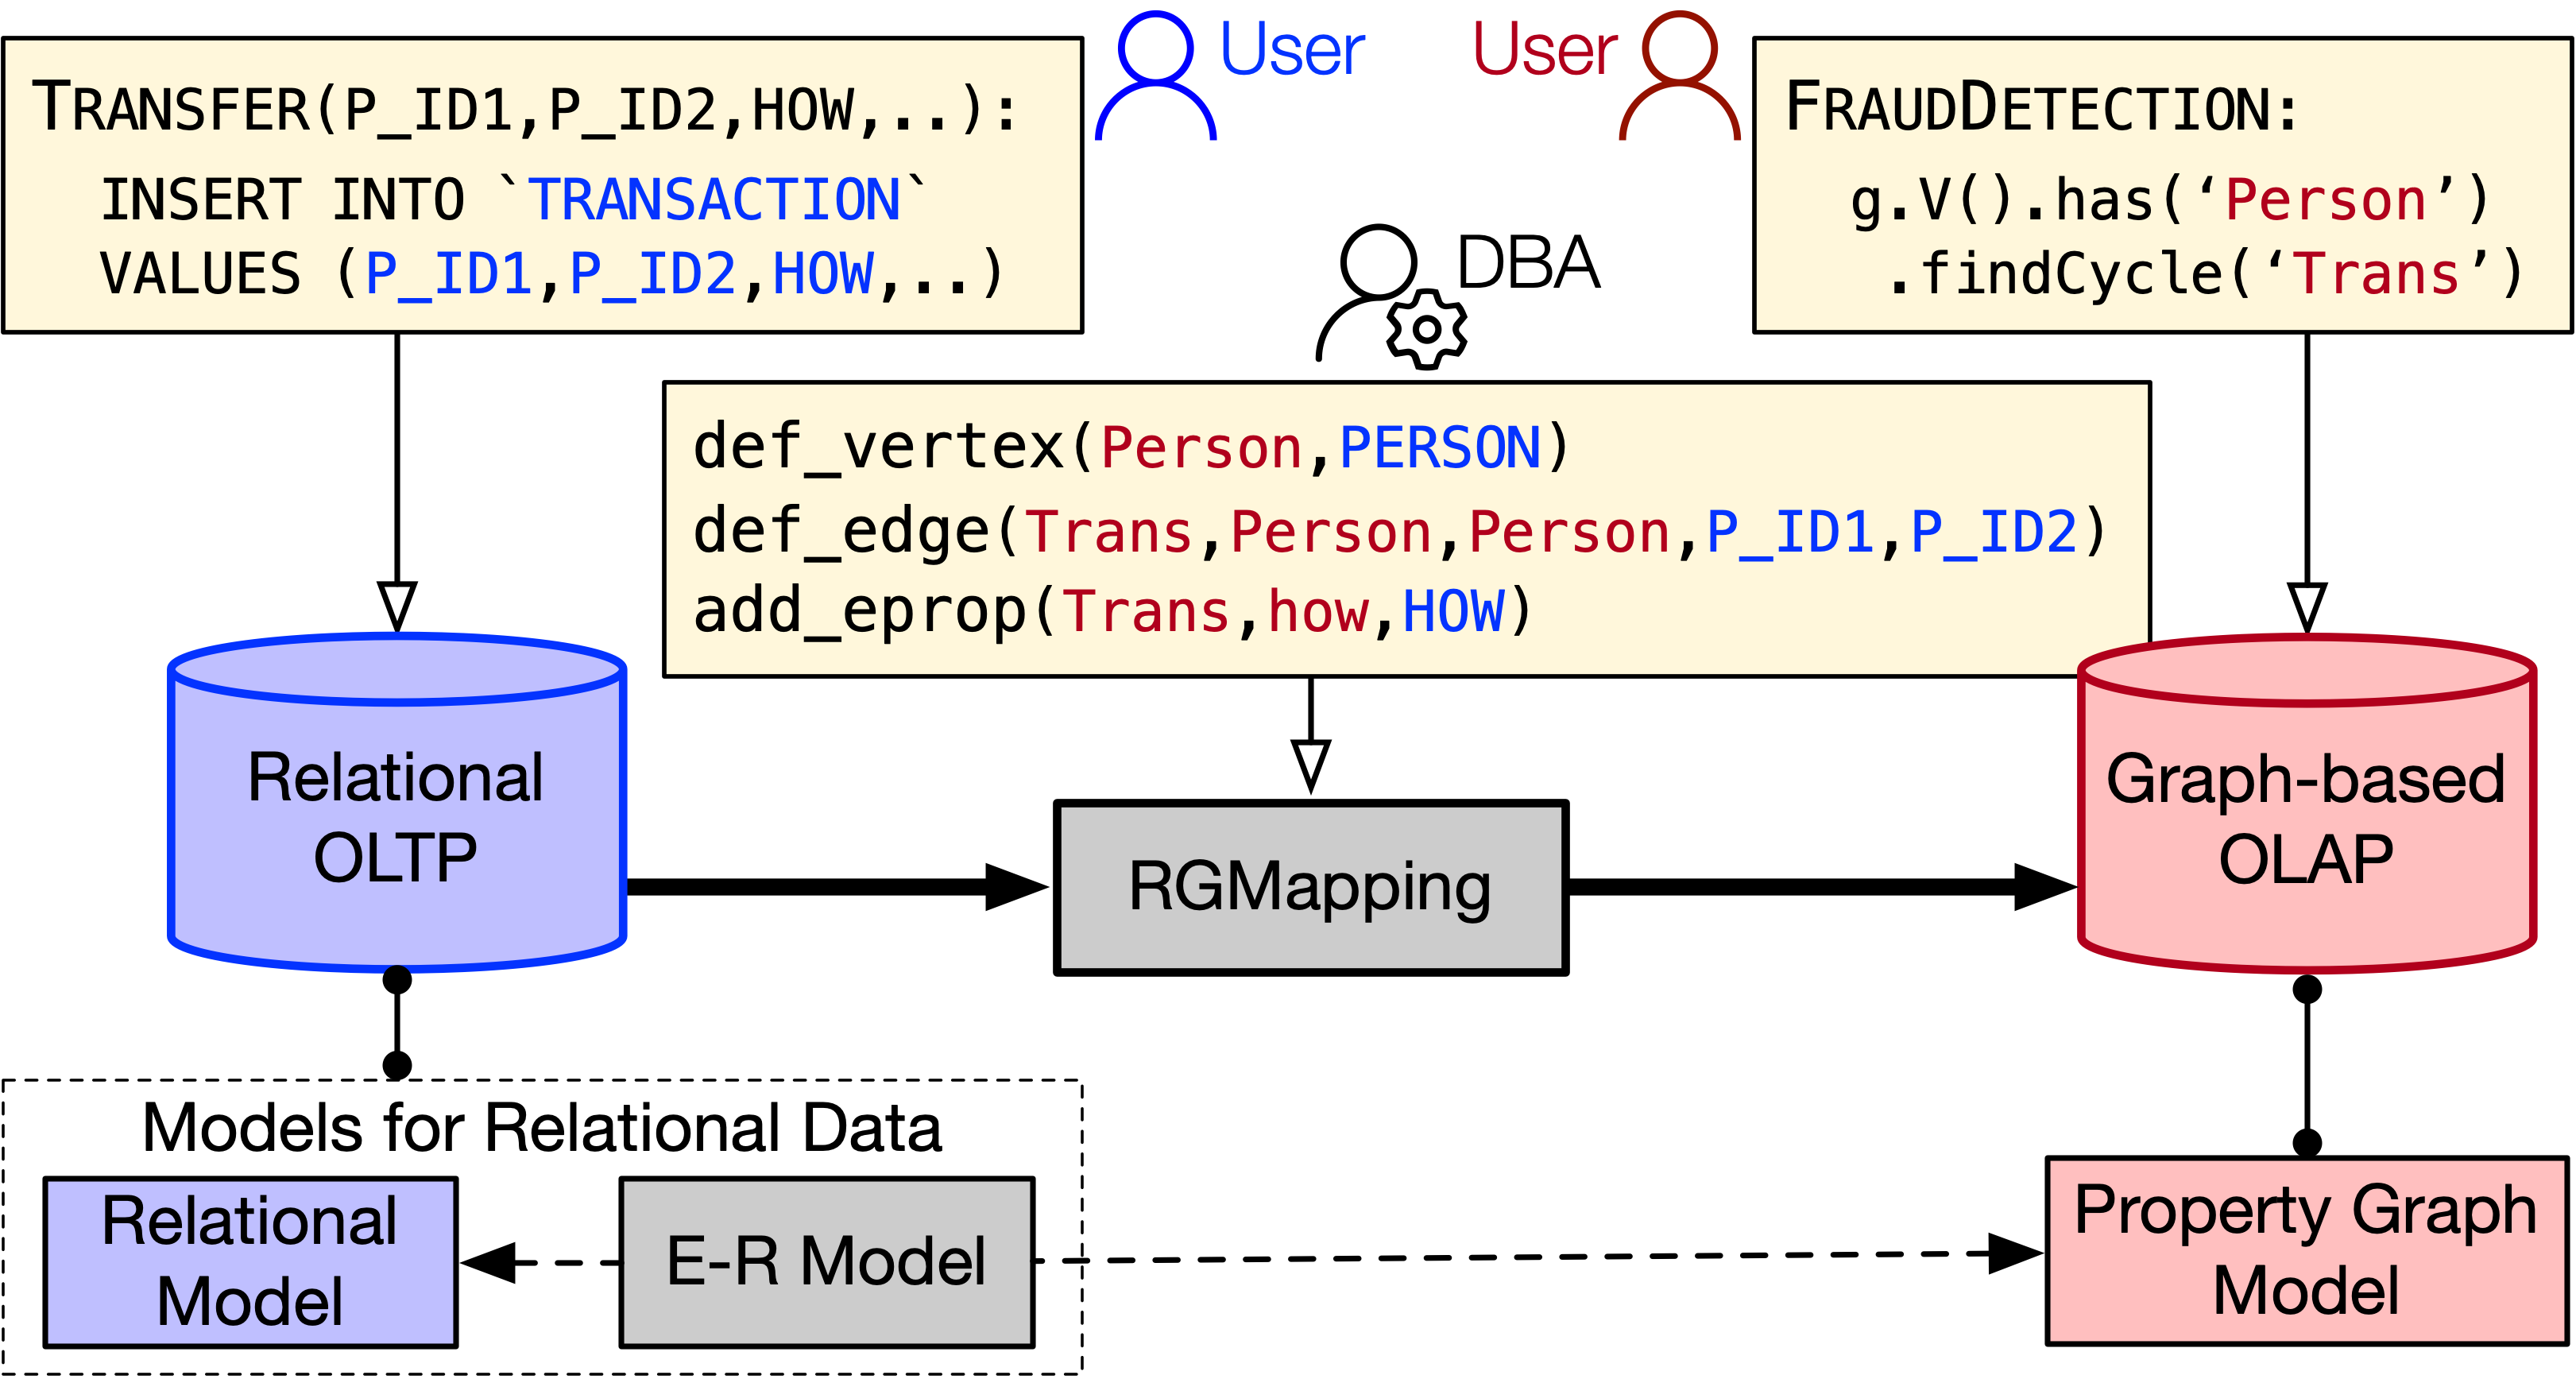 TRANSFER(P_ID1,P_ID2,HOW,..):
INSERT INTO `TRANSACTION`
VALUES (P_ID1,P_ID2,HOW,..)
User
User
FRAUDDETECTION:
g.V().has(‘Person’)
.findCycle(‘Trans’)
DBA
def_vertex(Person,PERSON)
def_edge(Trans,Person,Person,P_ID1,P_ID2)
add_eprop(Trans,how,HOW)
Relational
OLTP
RGMapping
Graph-based
OLAP
Models for Relational Data
Relational
Model
E-R Model
Property Graph
Model